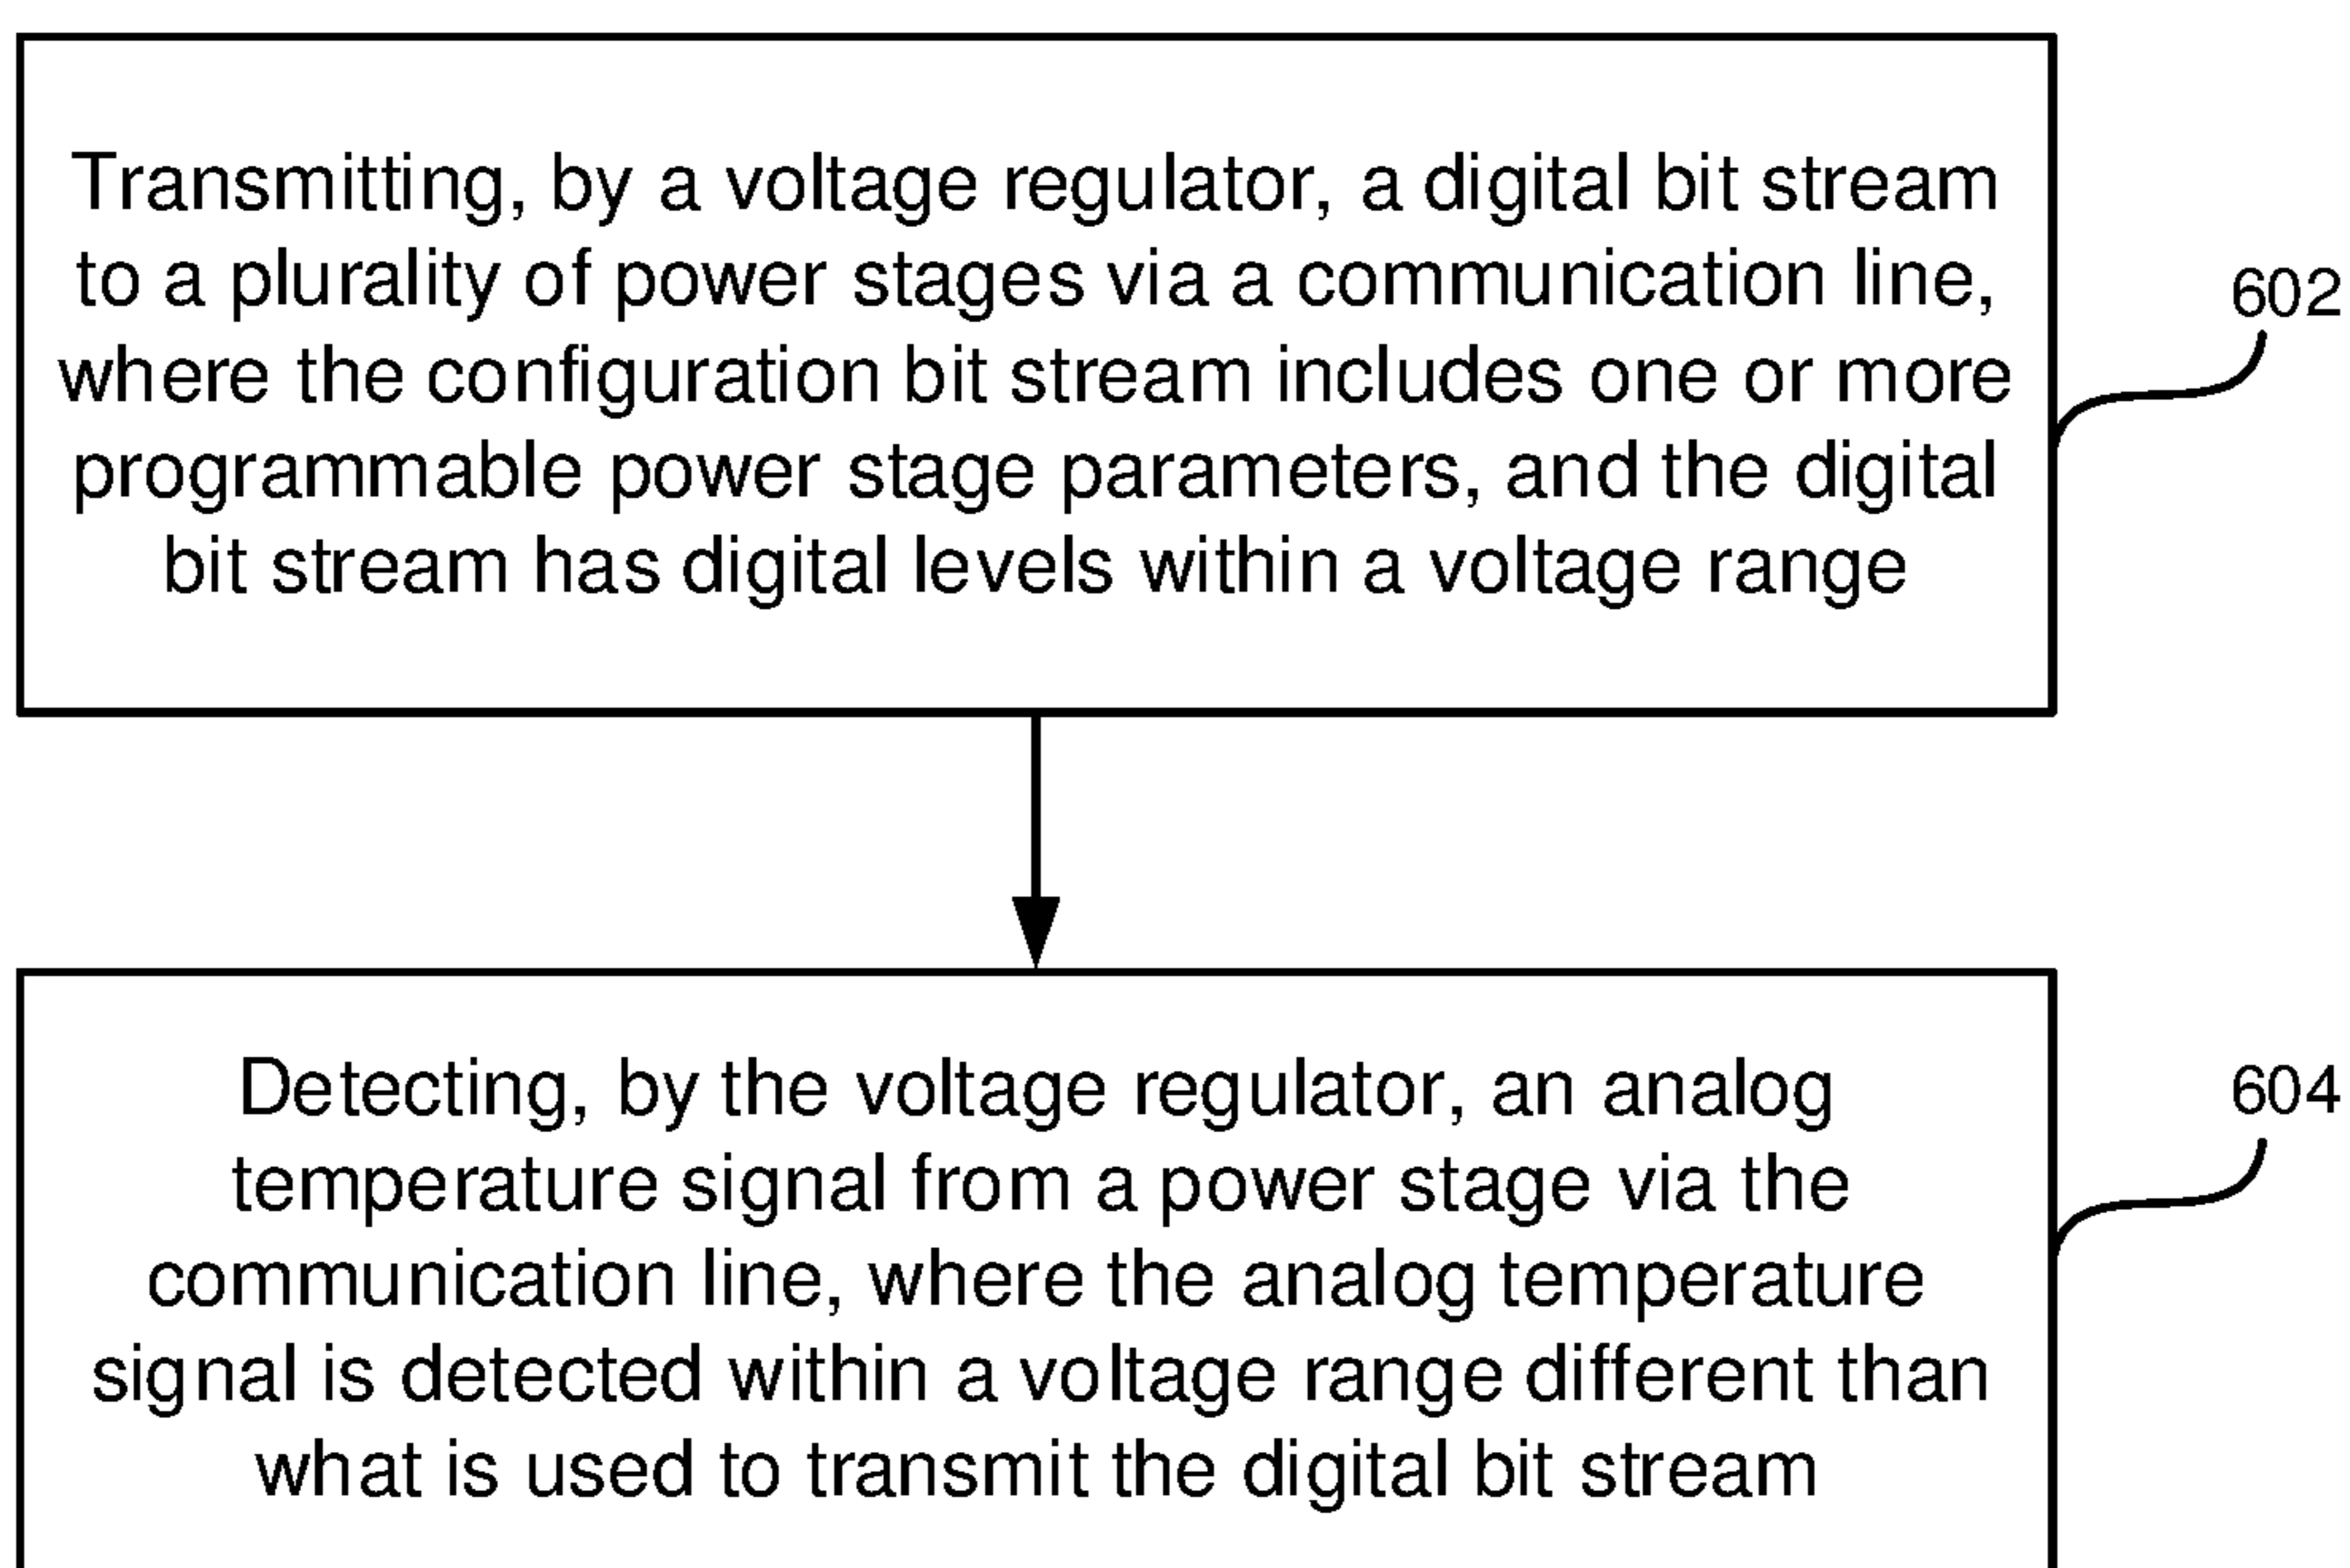 Transmitting, by a voltage regulator, a digital bit stream
to a plurality of power stages via a communication line,
where the configuration bit stream includes one or more
programmable power stage parameters, and the digital
bit stream has digital levels within a voltage range
602
Detecting, by the voltage regulator, an analog
temperature signal from a power stage via the
communication line, where the analog temperature
signal is detected within a voltage range different than
what is used to transmit the digital bit stream
604